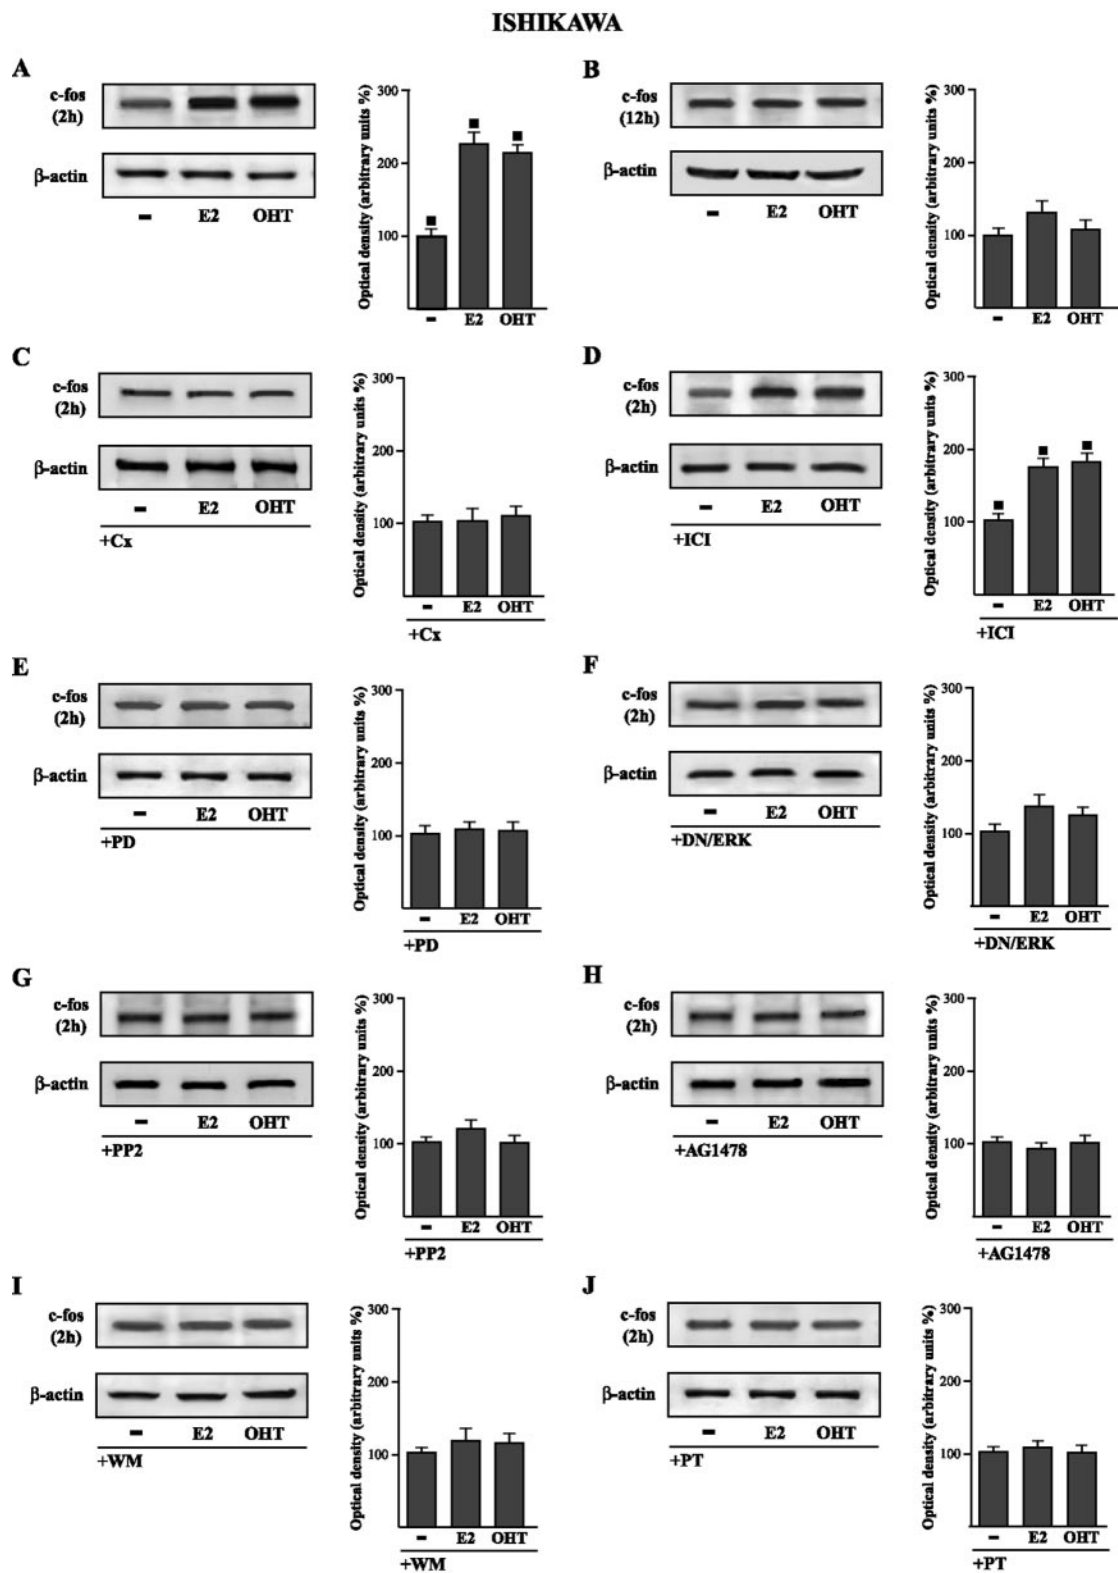 ISHIKAWA
A
c-fos
(2h)
β-actin
– E2 OHT
Optical density (arbitrary units %)
300
200
100
– E2 OHT
B
c-fos
(12h)
β-actin
– E2 OHT
Optical density (arbitrary units %)
300
200
100
– E2 OHT
C
c-fos
(2h)
β-actin
– E2 OHT
+Cx
Optical density (arbitrary units %)
300
200
100
– E2 OHT
+Cx
D
c-fos
(2h)
β-actin
– E2 OHT
+ICI
Optical density (arbitrary units %)
300
200
100
– E2 OHT
+ICI
E
c-fos
(2h)
β-actin
– E2 OHT
+PD
Optical density (arbitrary units %)
300
200
100
– E2 OHT
+PD
F
c-fos
(2h)
β-actin
– E2 OHT
+DN/ERK
Optical density (arbitrary units %)
300
200
100
– E2 OHT
+DN/ERK
G
c-fos
(2h)
β-actin
– E2 OHT
+PP2
Optical density (arbitrary units %)
300
200
100
– E2 OHT
+PP2
H
c-fos
(2h)
β-actin
– E2 OHT
+AG1478
Optical density (arbitrary units %)
300
200
100
– E2 OHT
+AG1478
I
c-fos
(2h)
β-actin
– E2 OHT
+WM
Optical density (arbitrary units %)
300
200
100
– E2 OHT
+WM
J
c-fos
(2h)
β-actin
– E2 OHT
+PT
Optical density (arbitrary units %)
300
200
100
– E2 OHT
+PT